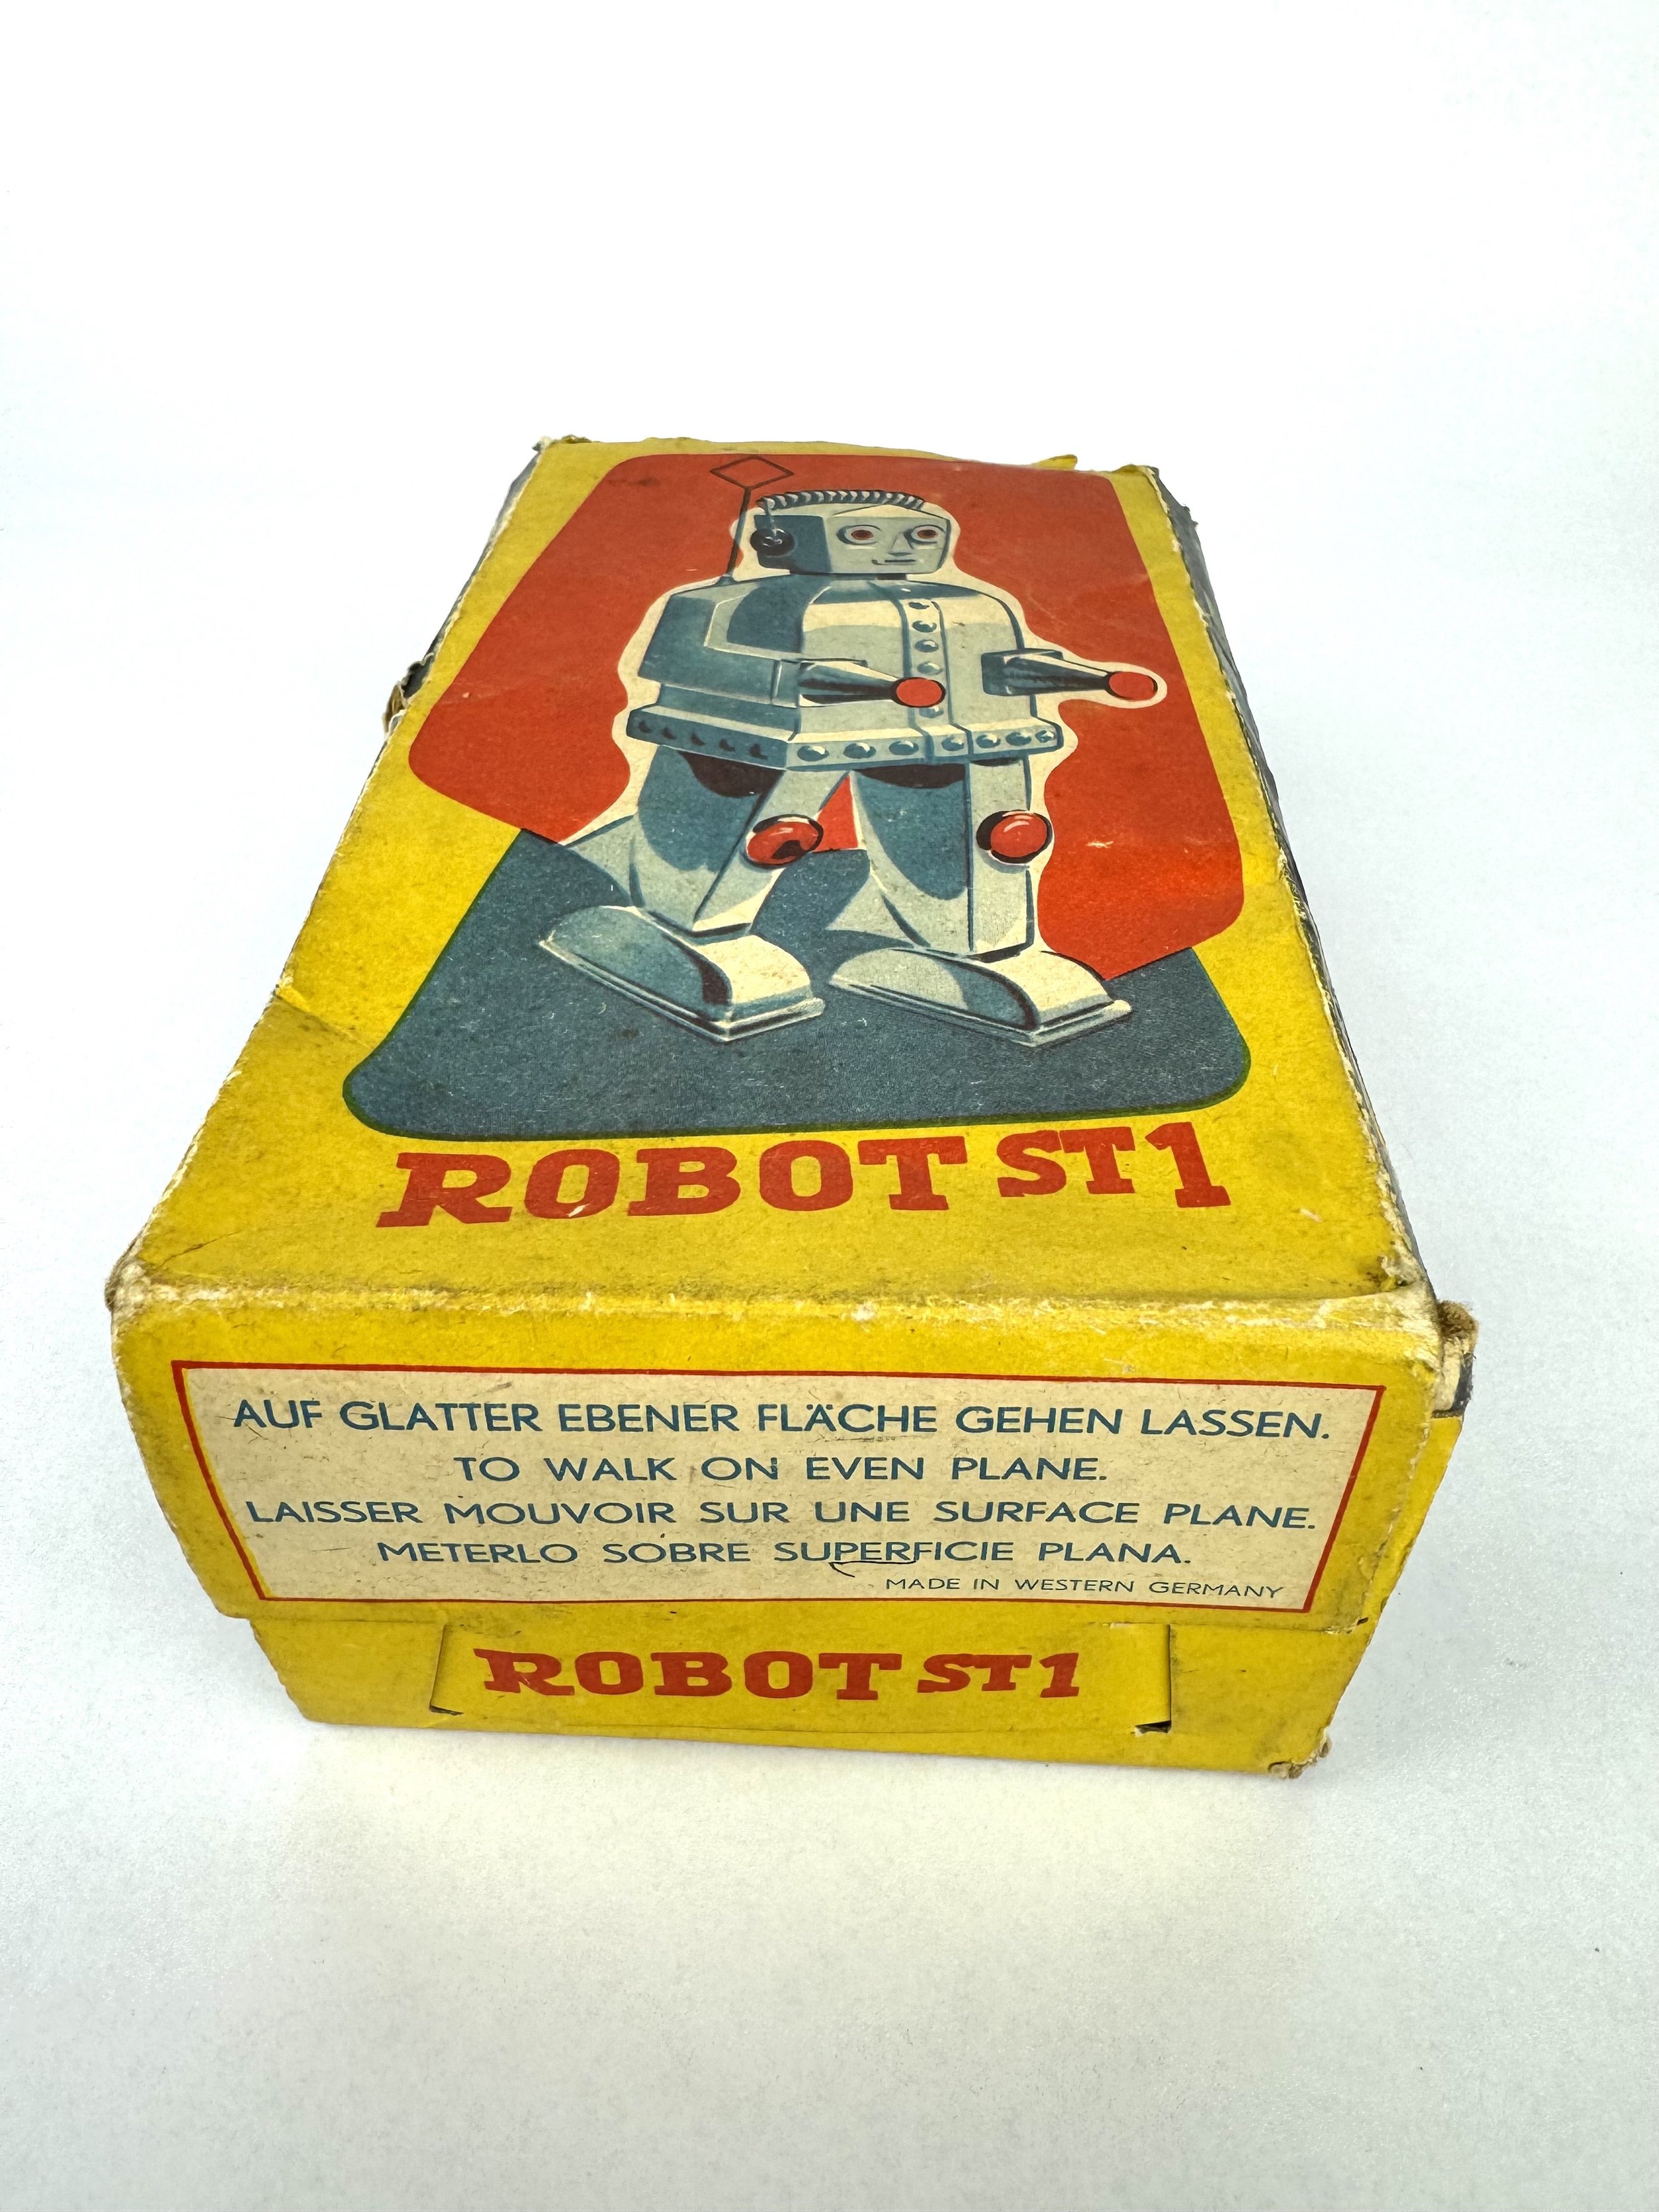 ROBOT ST1
AUF GLATTER EBENER FLÄCHE GEHEN LASSEN.
TO WALK ON EVEN PLANE.
LAISSER MOUVOIR SUR UNE SURFACE PLANE.
METERLO SOBRE SUPERFICIE PLANA.
MADE IN WESTERN GERMANY
ROBOT ST1